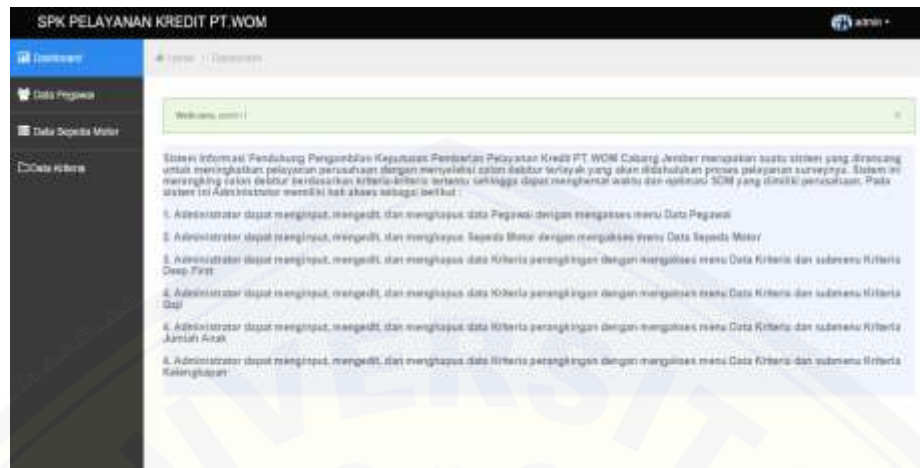 SPK PELAYANAN KREDIT PT.WOM
admin
Dashboard
Home Dashboard
Data Pegawai
Welcome, admin !
Data Sepeda Motor
Data Kriteria
Sistem Informasi Pendukung Pengambilan Keputusan Pemberian Pelayanan Kredit PT WOM Cabang Jember merupakan suatu sistem yang dirancang
untuk meningkatkan pelayanan perusahaan dengan menyeleksi calon debitur terlayak yang akan didahulukan proses pelayanan surveynya. Sistem ini
merangking calon debitur berdasarkan kriteria-kriteria tertentu sehingga dapat menghemat waktu dan optimasi SDM yang dimiliki perusahaan. Pada
sistem ini Administrator memiliki hak akses sebagai berikut :
1. Administrator dapat menginput, mengedit, dan menghapus data Pegawai dengan mengakses menu Data Pegawai
2. Administrator dapat menginput, mengedit, dan menghapus Sepeda Motor dengan mengakses menu Data Sepeda Motor
3. Administrator dapat menginput, mengedit, dan menghapus data Kriteria perangkingan dengan mengakses menu Data Kriteria dan submenu Kriteria
4. Administrator dapat menginput, mengedit, dan menghapus data Kriteria perangkingan dengan mengakses menu Data Kriteria dan submenu Kriteria
Gaji
Administrator dapat menginput, mengedit, dan menghapus data Kriteria perangkingan dengan mengakses menu Data Kriteria dan submenu Kriteria
Jumlah Anak
Administrator dapat menginput, mengedit, dan menghapus data Kriteria perangkingan dengan mengakses menu Data Kriteria dan submenu Kriteria
Kelengkapan